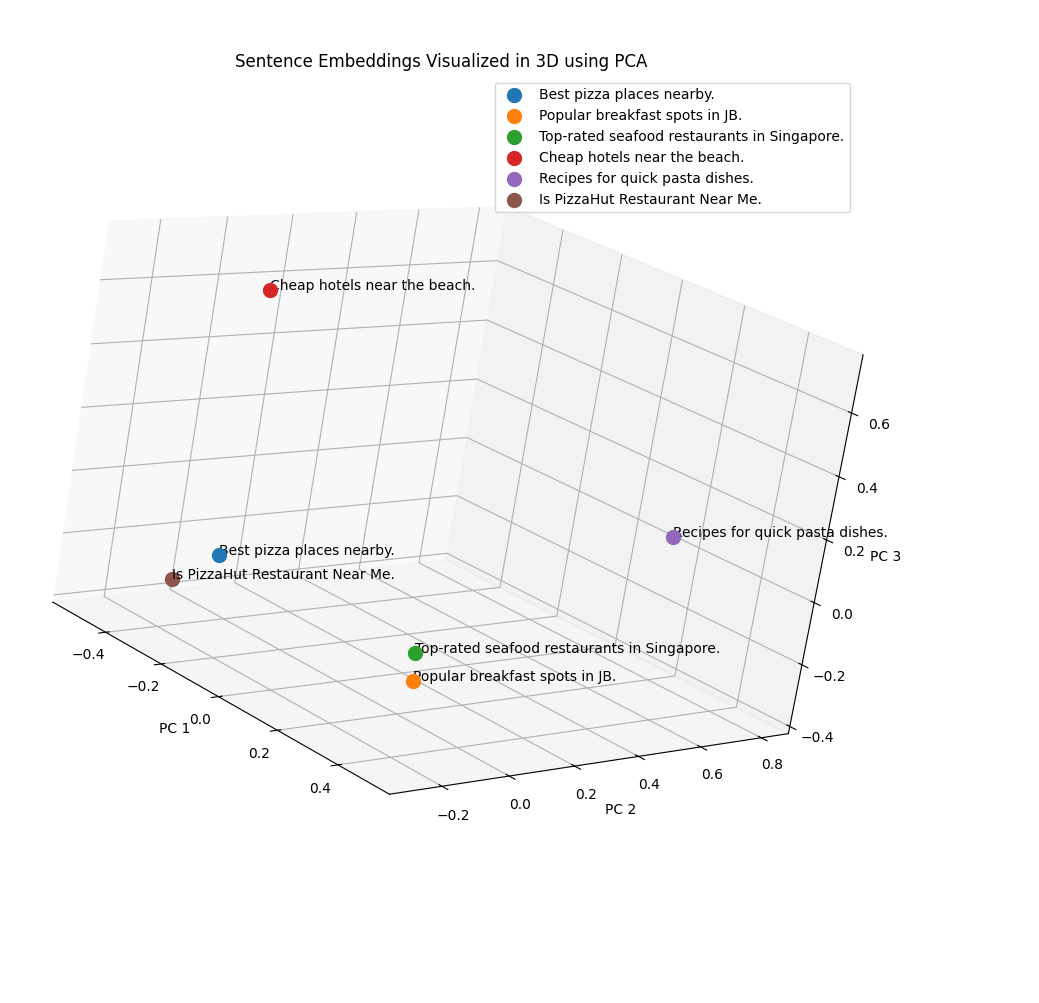 Sentence Embeddings Visualized in 3D using PCA
Best pizza places nearby.
Popular breakfast spots in JB.
Top-rated seafood restaurants in Singapore.
Cheap hotels near the beach.
Recipes for quick pasta dishes.
Is PizzaHut Restaurant Near Me.
Cheap hotels near the beach.
Recipes for quick pasta dishes.
Best pizza places nearby.
Is PizzaHut Restaurant Near Me.
Top-rated seafood restaurants in Singapore.
Popular breakfast spots in JB.
0.6
0.4
0.2
PC 3
0.0
−0.2
−0.4
−0.4
−0.2
0.0
PC 1
0.2
0.4
−0.2
0.0
0.2
0.4
0.6
0.8
PC 2